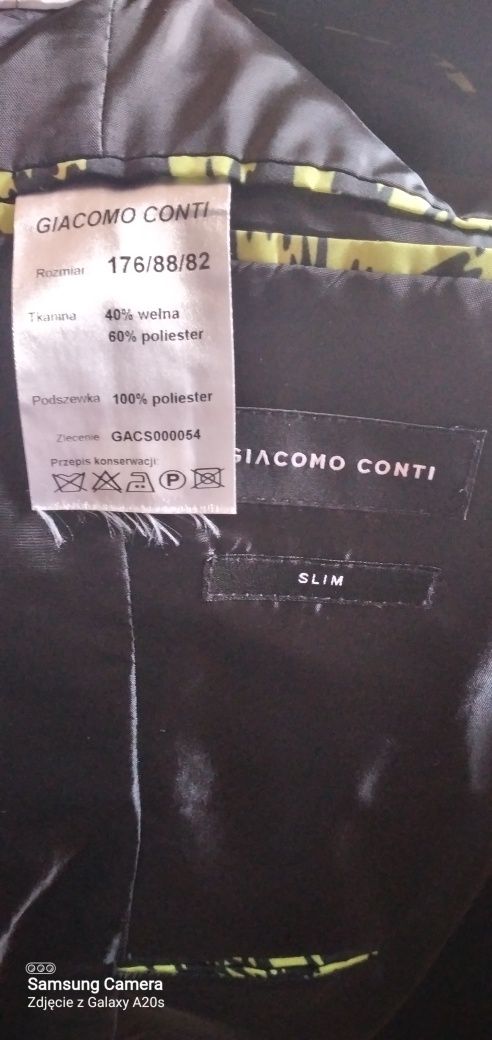 GIACOMO CONTI
Rozmiar 176/88/82
Tkanina 40% wełna
60% poliester
Podszewka 100% poliester
Zlecenie GACS000054
Przepis konserwacji:
P
GIACOMO CONTI
SLIM
Samsung Camera
Zdjęcie z Galaxy A20s